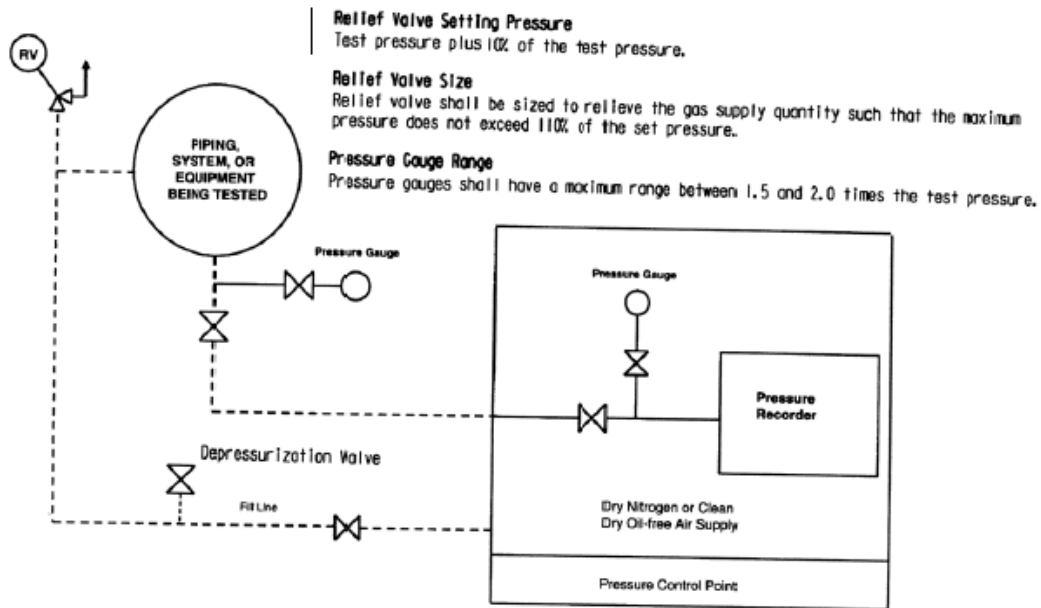 Relief Valve Setting Pressure
Test pressure plus 10% of the test pressure.
RV
Relief Valve Size
Relief valve shall be sized to relieve the gas supply quantity such that the maximum
pressure does not exceed 110% of the set pressure.
PIPING,
SYSTEM, OR
EQUIPMENT
BEING TESTED
Pressure Gauge Range
Pressure gauges shall have a maximum range between 1.5 and 2.0 times the test pressure.
Pressure Gauge
Pressure Gauge
Pressure
Recorder
Depressurization Valve
Fill Line
Dry Nitrogen or Clean
Dry Oil-free Air Supply
Pressure Control Point